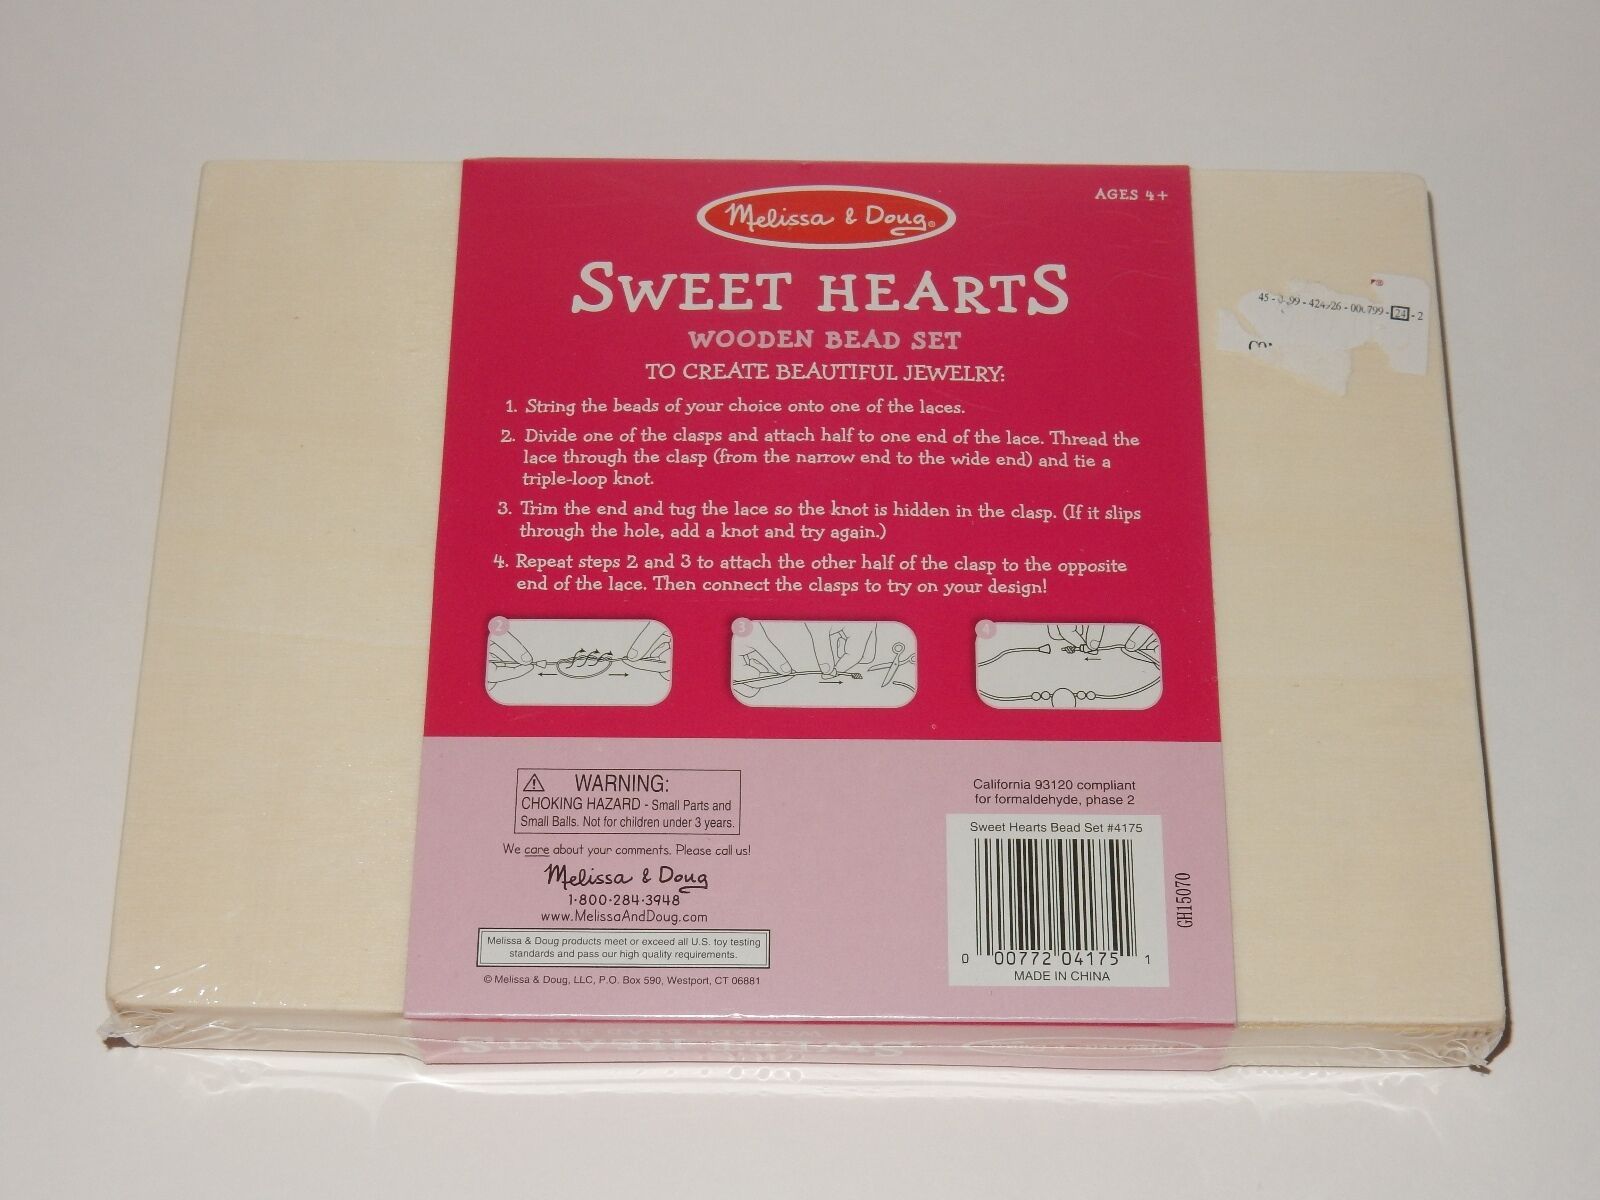 Melissa & Doug®
AGES 4+
SWEET HEARTS
WOODEN BEAD SET
TO CREATE BEAUTIFUL JEWELRY:
1. String the beads of your choice onto one of the laces.
2. Divide one of the clasps and attach half to one end of the lace. Thread the
lace through the clasp (from the narrow end to the wide end) and tie a
triple-loop knot.
3. Trim the end and tug the lace so the knot is hidden in the clasp. (If it slips
through the hole, add a knot and try again.)
4. Repeat steps 2 and 3 to attach the other half of the clasp to the opposite
end of the lace. Then connect the clasps to try on your design!
2
3
4
WARNING:
CHOKING HAZARD - Small Parts and
Small Balls. Not for children under 3 years.
We care about your comments. Please call us!
Melissa & Doug
1-800-284-3948
www.MelissaAndDoug.com
Melissa & Doug products meet or exceed all U.S. toy testing
standards and pass our high quality requirements.
© Melissa & Doug, LLC, P.O. Box 590, Westport, CT 06881
California 93120 compliant
for formaldehyde, phase 2
Sweet Hearts Bead Set #4175
0 00772 04175 1
MADE IN CHINA
GH15070
SWEET HEARTS